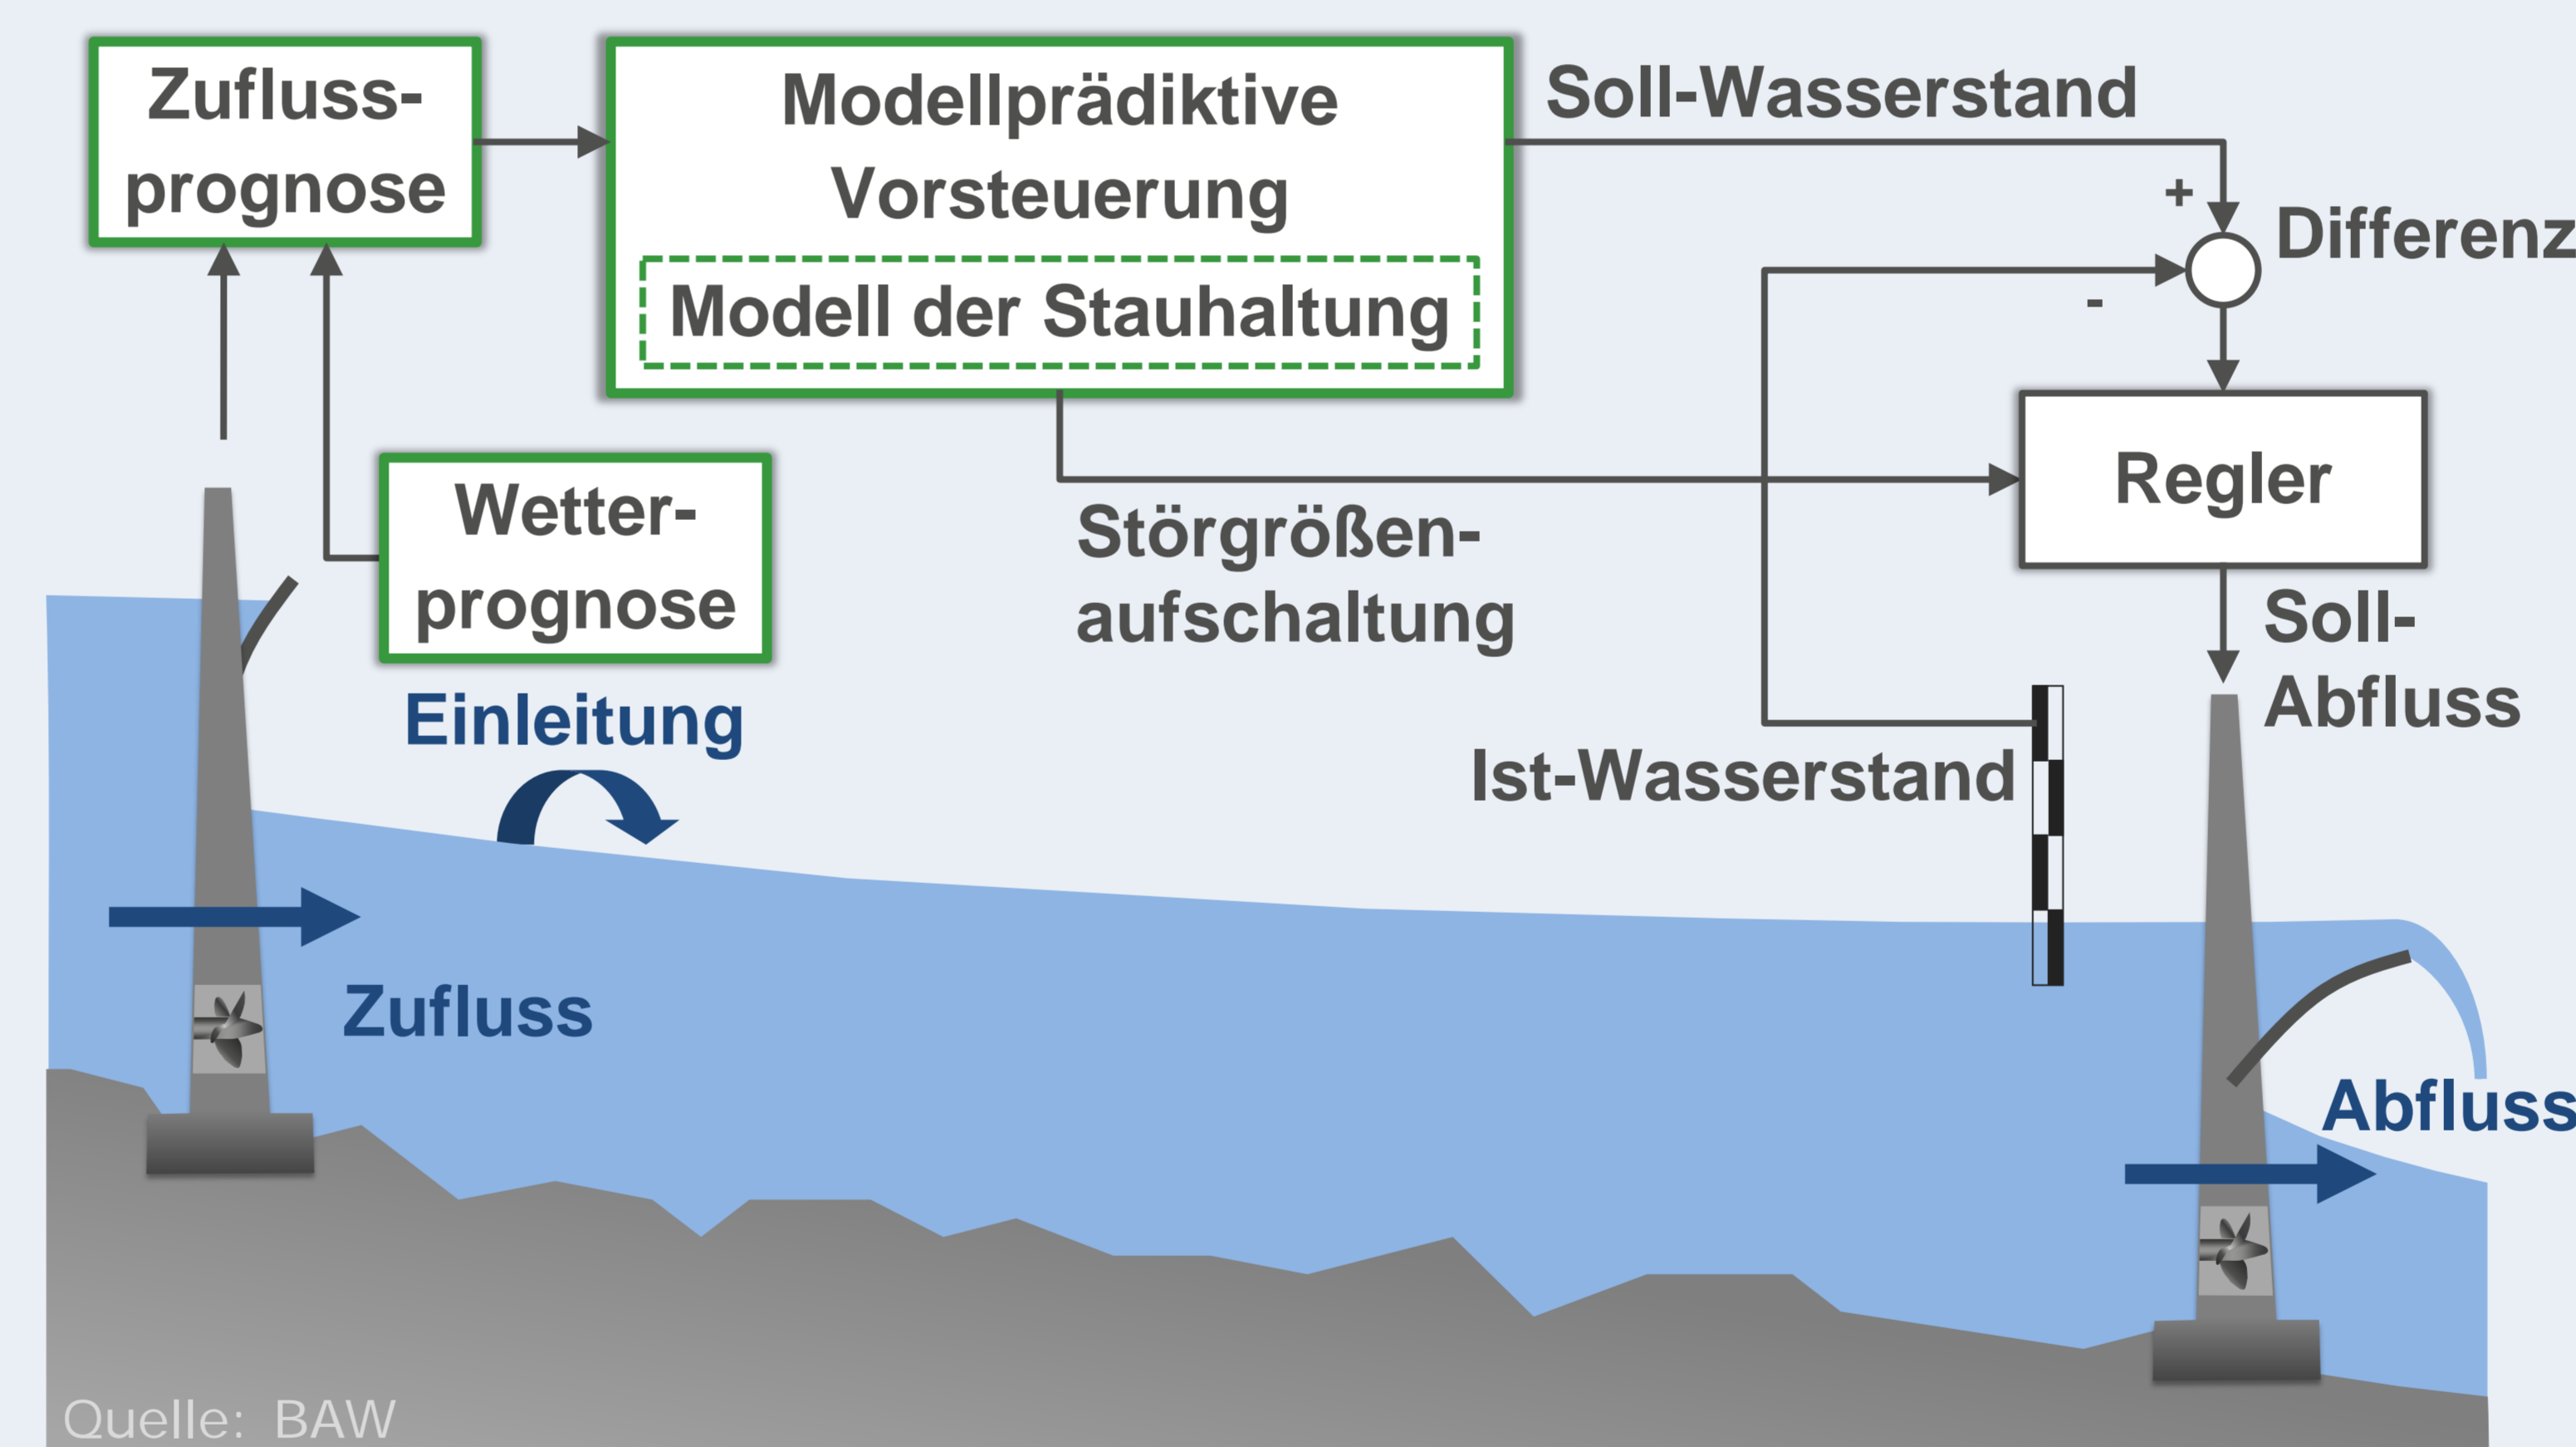 Zufluss-
prognose
Modellprädiktive
Vorsteuerung
Modell der Stauhaltung
Soll-Wasserstand
+
Differenz
-
Regler
Wetter-
prognose
Störgrößen-
aufschaltung
Soll-
Abfluss
Einleitung
Ist-Wasserstand
Zufluss
Abfluss
Quelle: BAW